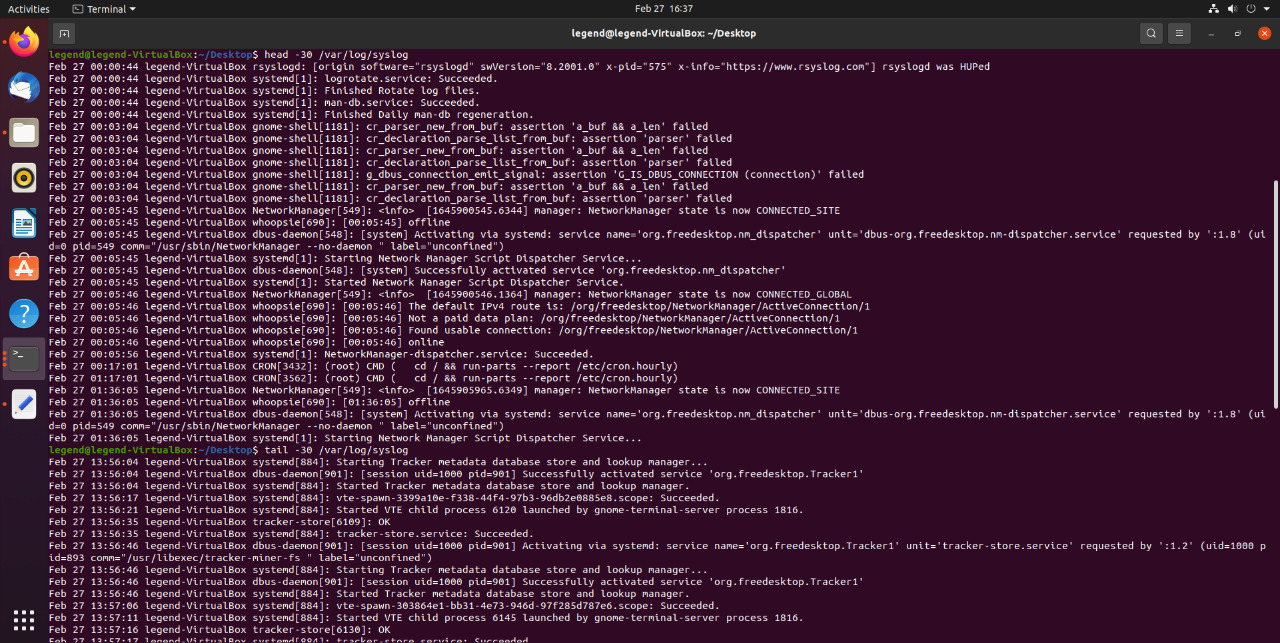 Activities
Terminal
Feb 27 16:37
legend@legend-VirtualBox: ~/Desktop
legend@legend-VirtualBox:~/Desktop$ head -30 /var/log/syslog
Feb 27 00:00:44 legend-VirtualBox rsyslogd: [origin software="rsyslogd" swVersion="8.2001.0" x-pid="575" x-info="https://www.rsyslog.com"] rsyslogd was HUPed
Feb 27 00:00:44 legend-VirtualBox systemd[1]: logrotate.service: Succeeded.
Feb 27 00:00:44 legend-VirtualBox systemd[1]: Finished Rotate log files.
Feb 27 00:00:44 legend-VirtualBox systemd[1]: man-db.service: Succeeded.
Feb 27 00:00:44 legend-VirtualBox systemd[1]: Finished Daily man-db regeneration.
Feb 27 00:03:04 legend-VirtualBox gnome-shell[1181]: cr_parser_new_from_buf: assertion 'a_buf && a_len' failed
Feb 27 00:03:04 legend-VirtualBox gnome-shell[1181]: cr_declaration_parse_list_from_buf: assertion 'parser' failed
Feb 27 00:03:04 legend-VirtualBox gnome-shell[1181]: cr_parser_new_from_buf: assertion 'a_buf && a_len' failed
Feb 27 00:03:04 legend-VirtualBox gnome-shell[1181]: cr_declaration_parse_list_from_buf: assertion 'parser' failed
Feb 27 00:03:04 legend-VirtualBox gnome-shell[1181]: g_dbus_connection_emit_signal: assertion 'G_IS_DBUS_CONNECTION (connection)' failed
Feb 27 00:03:04 legend-VirtualBox gnome-shell[1181]: cr_parser_new_from_buf: assertion 'a_buf && a_len' failed
Feb 27 00:03:04 legend-VirtualBox gnome-shell[1181]: cr_declaration_parse_list_from_buf: assertion 'parser' failed
Feb 27 00:05:45 legend-VirtualBox NetworkManager[549]: <info>  [1645900545.6344] manager: NetworkManager state is now CONNECTED_SITE
Feb 27 00:05:45 legend-VirtualBox whoopsie[690]: [00:05:45] offline
Feb 27 00:05:45 legend-VirtualBox dbus-daemon[548]: [system] Activating via systemd: service name='org.freedesktop.nm_dispatcher' unit='dbus-org.freedesktop.nm-dispatcher.service' requested by ':1.8' (ui
d=0 pid=549 comm="/usr/sbin/NetworkManager --no-daemon " label="unconfined")
Feb 27 00:05:45 legend-VirtualBox systemd[1]: Starting Network Manager Script Dispatcher Service...
Feb 27 00:05:45 legend-VirtualBox dbus-daemon[548]: [system] Successfully activated service 'org.freedesktop.nm_dispatcher'
Feb 27 00:05:45 legend-VirtualBox systemd[1]: Started Network Manager Script Dispatcher Service.
Feb 27 00:05:46 legend-VirtualBox NetworkManager[549]: <info>  [1645900546.1364] manager: NetworkManager state is now CONNECTED_GLOBAL
Feb 27 00:05:46 legend-VirtualBox whoopsie[690]: [00:05:46] The default IPv4 route is: /org/freedesktop/NetworkManager/ActiveConnection/1
Feb 27 00:05:46 legend-VirtualBox whoopsie[690]: [00:05:46] Not a paid data plan: /org/freedesktop/NetworkManager/ActiveConnection/1
Feb 27 00:05:46 legend-VirtualBox whoopsie[690]: [00:05:46] Found usable connection: /org/freedesktop/NetworkManager/ActiveConnection/1
Feb 27 00:05:46 legend-VirtualBox whoopsie[690]: [00:05:46] online
Feb 27 00:05:56 legend-VirtualBox systemd[1]: NetworkManager-dispatcher.service: Succeeded.
Feb 27 00:17:01 legend-VirtualBox CRON[3432]: (root) CMD (   cd / && run-parts --report /etc/cron.hourly)
Feb 27 01:17:01 legend-VirtualBox CRON[3562]: (root) CMD (   cd / && run-parts --report /etc/cron.hourly)
Feb 27 01:36:05 legend-VirtualBox NetworkManager[549]: <info>  [1645905965.6349] manager: NetworkManager state is now CONNECTED_SITE
Feb 27 01:36:05 legend-VirtualBox whoopsie[690]: [01:36:05] offline
Feb 27 01:36:05 legend-VirtualBox dbus-daemon[548]: [system] Activating via systemd: service name='org.freedesktop.nm_dispatcher' unit='dbus-org.freedesktop.nm-dispatcher.service' requested by ':1.8' (ui
d=0 pid=549 comm="/usr/sbin/NetworkManager --no-daemon " label="unconfined")
Feb 27 01:36:05 legend-VirtualBox systemd[1]: Starting Network Manager Script Dispatcher Service...
legend@legend-VirtualBox:~/Desktop$ tail -30 /var/log/syslog
Feb 27 13:56:04 legend-VirtualBox systemd[884]: Starting Tracker metadata database store and lookup manager...
Feb 27 13:56:04 legend-VirtualBox dbus-daemon[901]: [session uid=1000 pid=901] Successfully activated service 'org.freedesktop.Tracker1'
Feb 27 13:56:04 legend-VirtualBox systemd[884]: Started Tracker metadata database store and lookup manager.
Feb 27 13:56:17 legend-VirtualBox systemd[884]: vte-spawn-3399a10e-f338-44f4-97b3-96db2e0885e8.scope: Succeeded.
Feb 27 13:56:21 legend-VirtualBox systemd[884]: Started VTE child process 6120 launched by gnome-terminal-server process 1816.
Feb 27 13:56:35 legend-VirtualBox tracker-store[6109]: OK
Feb 27 13:56:35 legend-VirtualBox systemd[884]: tracker-store.service: Succeeded.
Feb 27 13:56:46 legend-VirtualBox dbus-daemon[901]: [session uid=1000 pid=901] Activating via systemd: service name='org.freedesktop.Tracker1' unit='tracker-store.service' requested by ':1.2' (uid=1000 p
id=893 comm="/usr/libexec/tracker-miner-fs " label="unconfined")
Feb 27 13:56:46 legend-VirtualBox systemd[884]: Starting Tracker metadata database store and lookup manager...
Feb 27 13:56:46 legend-VirtualBox dbus-daemon[901]: [session uid=1000 pid=901] Successfully activated service 'org.freedesktop.Tracker1'
Feb 27 13:56:46 legend-VirtualBox systemd[884]: Started Tracker metadata database store and lookup manager.
Feb 27 13:57:06 legend-VirtualBox systemd[884]: vte-spawn-303864e1-bb31-4e73-946d-97f285d787e6.scope: Succeeded.
Feb 27 13:57:11 legend-VirtualBox systemd[884]: Started VTE child process 6145 launched by gnome-terminal-server process 1816.
Feb 27 13:57:16 legend-VirtualBox tracker-store[6130]: OK
Feb 27 13:57:17 legend-VirtualBox systemd[884]: tracker-store.service: Succeeded.